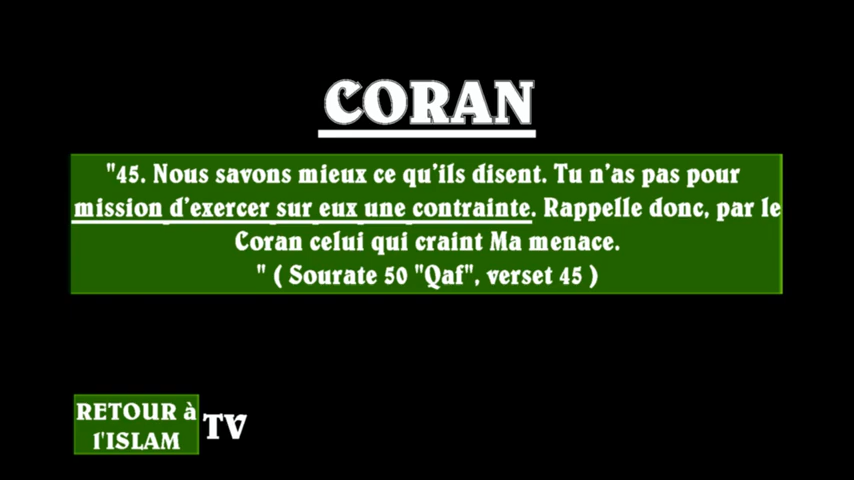 CORAN
"45. Nous savons mieux ce qu'ils disent. Tu n'as pas pour
mission d'exercer sur eux une contrainte. Rappelle donc, par le
Coran celui qui craint Ma menace.
" ( Sourate 50 "Qaf", verset 45 )
RETOUR à
l'ISLAM
TV